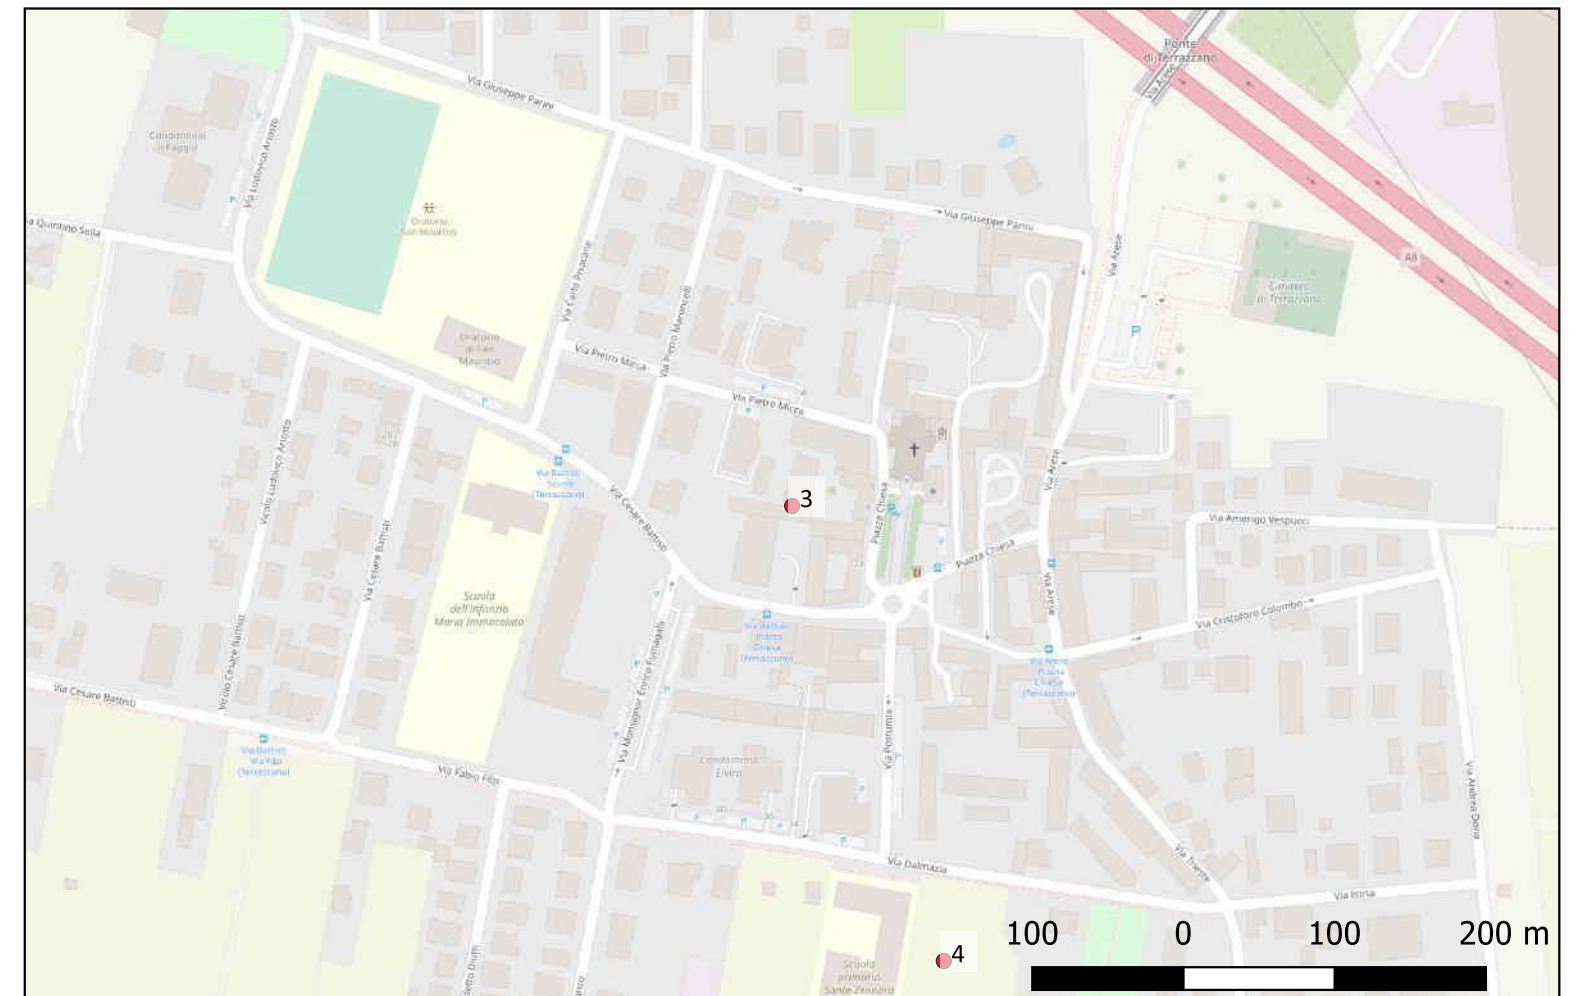 Ponte
di Terrazzano
Via Arese
Via Giuseppe Parini
Condominio
il Faggio
Via Ludovico Ariosto
P
P
Oratorio
San Maurizio
Via Giuseppe Parini
a Quintino Sella
Via Carlo Pisacane
Via Arese
A8
Cimitero
di Terrazzano
Via Pietro Maroncelli
P
Oratorio
di San
Maurizio
Via Pietro Micca
P
Via Pietro Micca
P
P
Vicolo Ludovico Ariosto
Via Battisti
Scuole
(Terrazzano)
Via Cesare Battisti
3
Piazza Chiesa
Via Arese
Via Amerigo Vespucci
Piazza Chiesa
Via Cesare Battisti
Scuola
dell'infanzia
Maria Immacolata
Via Arese
Via Cristoforo Colombo
Via Battisti
Piazza
Chiesa
(Terrazzano)
Vicolo Cesare Battisti
Via Monsignor Enrico Fumagalli
Via Arese
Piazza
Chiesa
(Terrazzano)
Via Cesare Battisti
Via Battisti
Via Filzi
(Terrazzano)
Via Fabio Filzi
Condominio
Elvira
Via Postumia
Via Andrea Doria
Via Dalmazia
Via Trieste
Via Istria
4
Scuola
primaria
Sante Zennaro
100 0 100 200 m